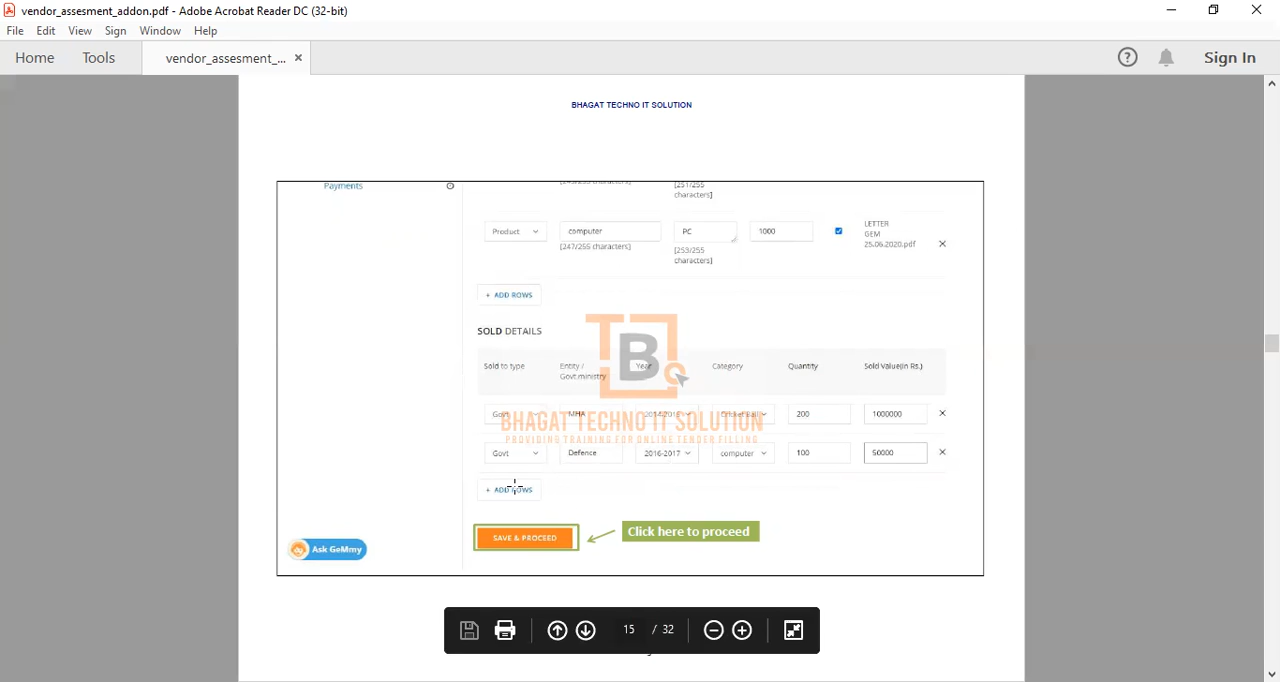 vendor_assesment_addon.pdf - Adobe Acrobat Reader DC (32-bit)
File Edit View Sign Window Help
Home Tools vendor_assesment_... × Sign In
BHAGAT TECHNO IT SOLUTION
Payments
[251/255
characters]
Product computer PC 1000 LETTER
GEM
25.06.2020.pdf
[247/255 characters] [253/255
characters]
+ ADD ROWS
SOLD DETAILS
Sold to type Entity /
Govt.ministry Year Category Quantity Sold Value(in Rs.)
B
Govt MHA 2014-2015 Cricket Ball 200 1000000
BHAGAT TECHNO IT SOLUTION
PROVIDING TRAINING FOR ONLINE TENDER FILLING
Govt Defence 2016-2017 computer 100 50000
+ ADD ROWS
SAVE & PROCEED Click here to proceed
Ask GeMmy
15 / 32